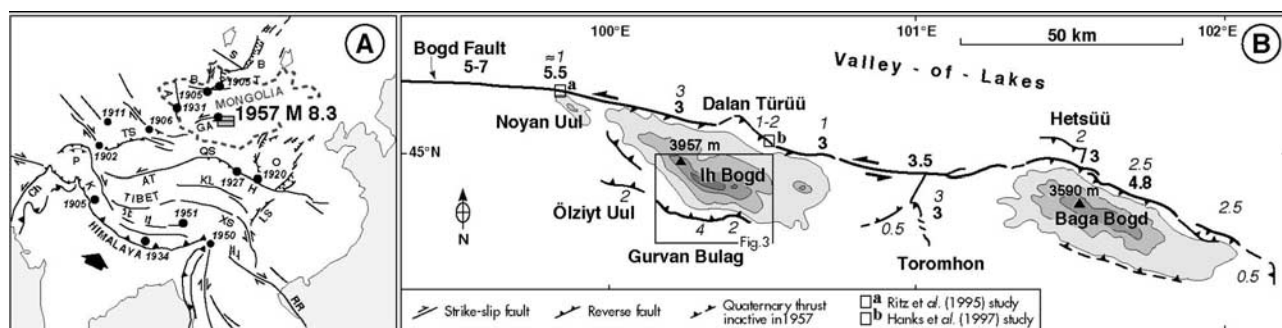 A
S
B
B
T
1905
1905
MONGOLIA
1931
1957 M 8.3
1911
1906
GA
TS
1902
QS
P
O
AT
1927
H
1920
Ch
K
KL
TIBET
1905
LS
1951
XS
HIMALAYA
1934
1950
RR
100°E
101°E
102°E
B
50 km
Bogd Fault
5-7
≈1
5.5
a
Valley - of - Lakes
3
3
Dalan Türüü
1-2
b
1
3
Noyan Uul
Hetsüü
2
3
45°N
3957 m
Ih Bogd
3.5
2.5
4.8
3590 m
Baga Bogd
2.5
2
Ölziyt Uul
4
2
Fig.3
3
3
0.5
0.5
N
Gurvan Bulag
Toromhon
Strike-slip fault
Reverse fault
Quaternary thrust
inactive in 1957
a Ritz et al. (1995) study
b Hanks et al. (1997) study